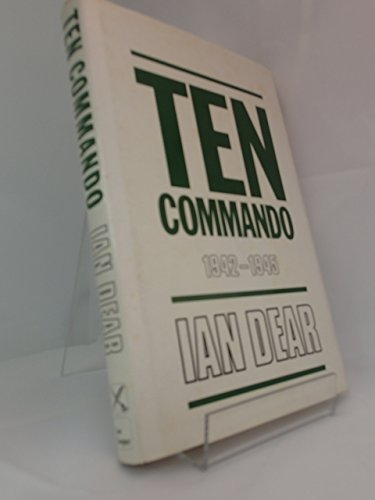 TEN COMMANDO IAN DEAR
TEN
COMMANDO
1942–1945
IAN DEAR